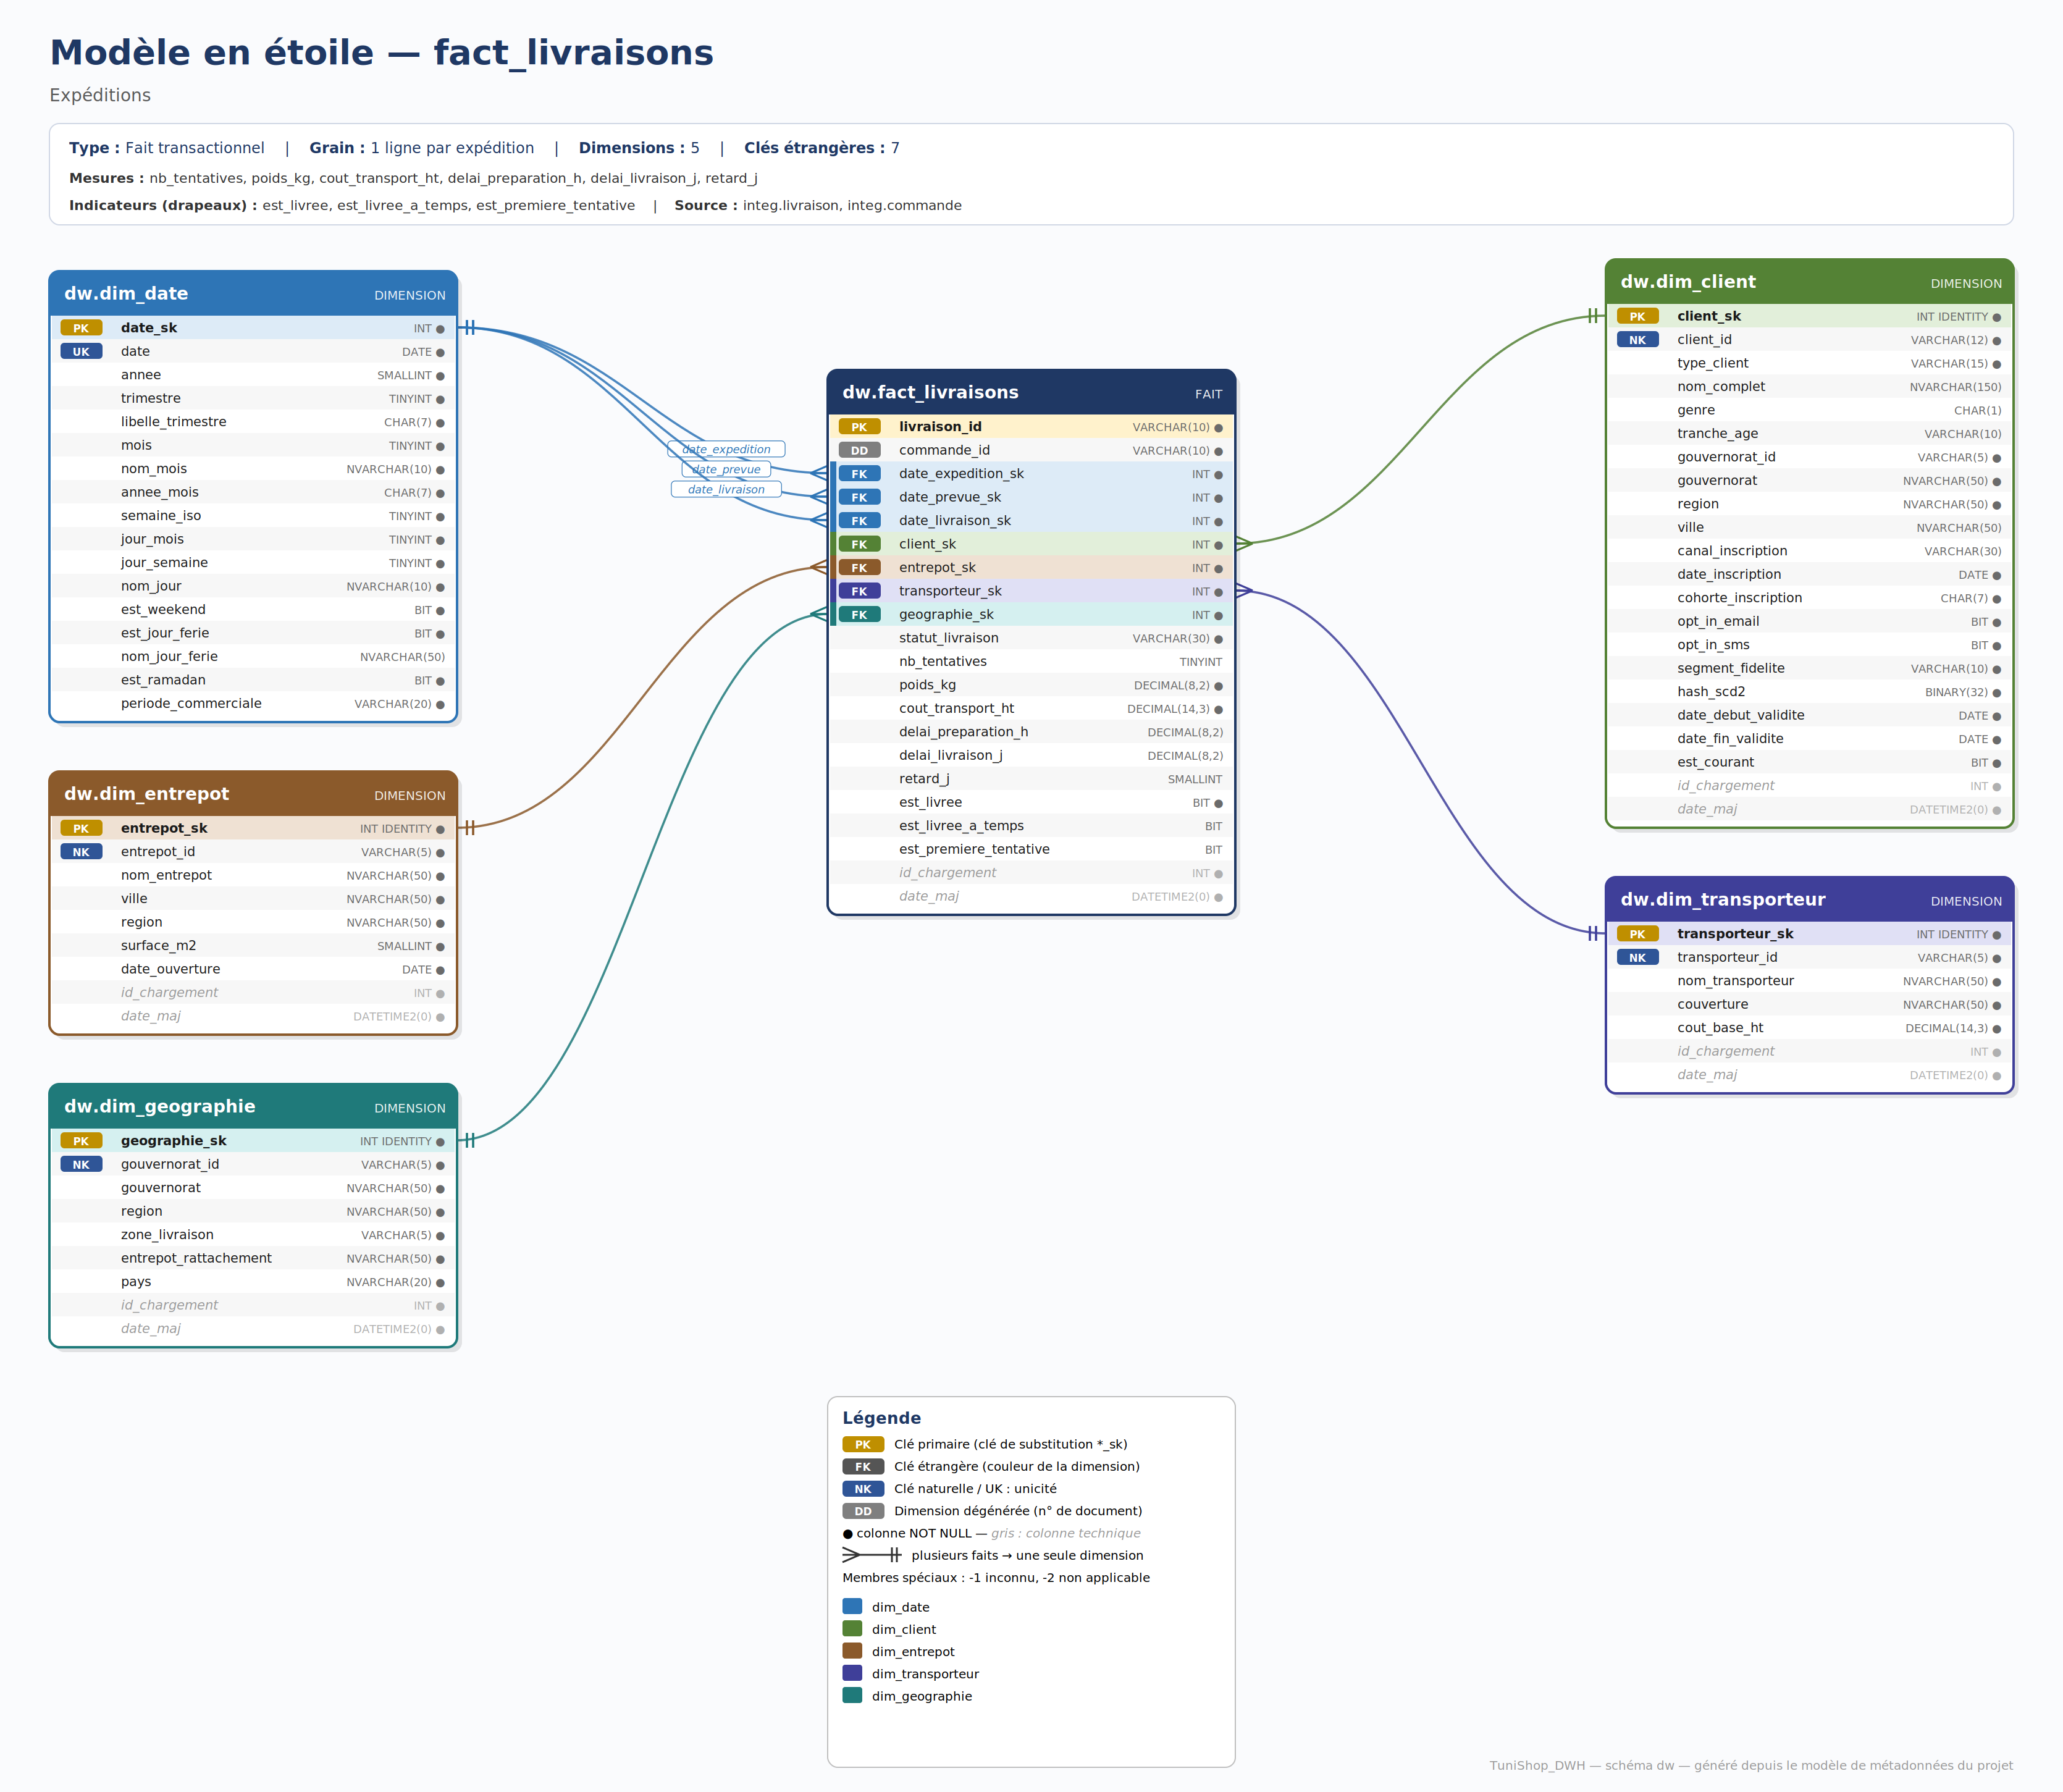 Modèle en étoile — fact_livraisons
Expéditions
Type : Fait transactionnel | Grain : 1 ligne par expédition | Dimensions : 5 | Clés étrangères : 7
Mesures : nb_tentatives, poids_kg, cout_transport_ht, delai_preparation_h, delai_livraison_j, retard_j
Indicateurs (drapeaux) : est_livree, est_livree_a_temps, est_premiere_tentative | Source : integ.livraison, integ.commande
dw.dim_date DIMENSION
PK date_sk INT ●
UK date DATE ●
annee SMALLINT ●
trimestre TINYINT ●
libelle_trimestre CHAR(7) ●
mois TINYINT ●
nom_mois NVARCHAR(10) ●
annee_mois CHAR(7) ●
semaine_iso TINYINT ●
jour_mois TINYINT ●
jour_semaine TINYINT ●
nom_jour NVARCHAR(10) ●
est_weekend BIT ●
est_jour_ferie BIT ●
nom_jour_ferie NVARCHAR(50)
est_ramadan BIT ●
periode_commerciale VARCHAR(20) ●
dw.dim_entrepot DIMENSION
PK entrepot_sk INT IDENTITY ●
NK entrepot_id VARCHAR(5) ●
nom_entrepot NVARCHAR(50) ●
ville NVARCHAR(50) ●
region NVARCHAR(50) ●
surface_m2 SMALLINT ●
date_ouverture DATE ●
id_chargement INT ●
date_maj DATETIME2(0) ●
dw.dim_geographie DIMENSION
PK geographie_sk INT IDENTITY ●
NK gouvernorat_id VARCHAR(5) ●
gouvernorat NVARCHAR(50) ●
region NVARCHAR(50) ●
zone_livraison VARCHAR(5) ●
entrepot_rattachement NVARCHAR(50) ●
pays NVARCHAR(20) ●
id_chargement INT ●
date_maj DATETIME2(0) ●
date_expedition
date_prevue
date_livraison
dw.fact_livraisons FAIT
PK livraison_id VARCHAR(10) ●
DD commande_id VARCHAR(10) ●
FK date_expedition_sk INT ●
FK date_prevue_sk INT ●
FK date_livraison_sk INT ●
FK client_sk INT ●
FK entrepot_sk INT ●
FK transporteur_sk INT ●
FK geographie_sk INT ●
statut_livraison VARCHAR(30) ●
nb_tentatives TINYINT
poids_kg DECIMAL(8,2) ●
cout_transport_ht DECIMAL(14,3) ●
delai_preparation_h DECIMAL(8,2)
delai_livraison_j DECIMAL(8,2)
retard_j SMALLINT
est_livree BIT ●
est_livree_a_temps BIT
est_premiere_tentative BIT
id_chargement INT ●
date_maj DATETIME2(0) ●
dw.dim_client DIMENSION
PK client_sk INT IDENTITY ●
NK client_id VARCHAR(12) ●
type_client VARCHAR(15) ●
nom_complet NVARCHAR(150)
genre CHAR(1)
tranche_age VARCHAR(10)
gouvernorat_id VARCHAR(5) ●
gouvernorat NVARCHAR(50) ●
region NVARCHAR(50) ●
ville NVARCHAR(50)
canal_inscription VARCHAR(30)
date_inscription DATE ●
cohorte_inscription CHAR(7) ●
opt_in_email BIT ●
opt_in_sms BIT ●
segment_fidelite VARCHAR(10) ●
hash_scd2 BINARY(32) ●
date_debut_validite DATE ●
date_fin_validite DATE ●
est_courant BIT ●
id_chargement INT ●
date_maj DATETIME2(0) ●
dw.dim_transporteur DIMENSION
PK transporteur_sk INT IDENTITY ●
NK transporteur_id VARCHAR(5) ●
nom_transporteur NVARCHAR(50) ●
couverture NVARCHAR(50) ●
cout_base_ht DECIMAL(14,3) ●
id_chargement INT ●
date_maj DATETIME2(0) ●
Légende
PK Clé primaire (clé de substitution *_sk)
FK Clé étrangère (couleur de la dimension)
NK Clé naturelle / UK : unicité
DD Dimension dégénérée (n° de document)
● colonne NOT NULL — gris : colonne technique
plusieurs faits → une seule dimension
Membres spéciaux : -1 inconnu, -2 non applicable
dim_date
dim_client
dim_entrepot
dim_transporteur
dim_geographie
TuniShop_DWH — schéma dw — généré depuis le modèle de métadonnées du projet